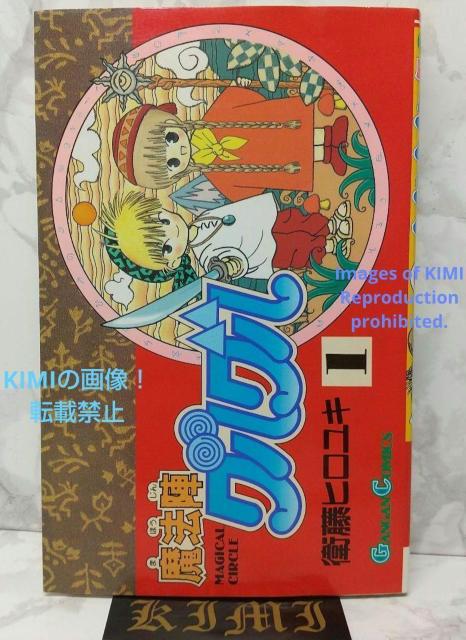 魔法陣
ま ほう じん
グルグル
MAGICAL
CIRCLE
1
衛藤ヒロユキ
GANGAN COMICS
Images of KIMI
Reproduction
prohibited.
KIMIの画像！
転載禁止
KIMI